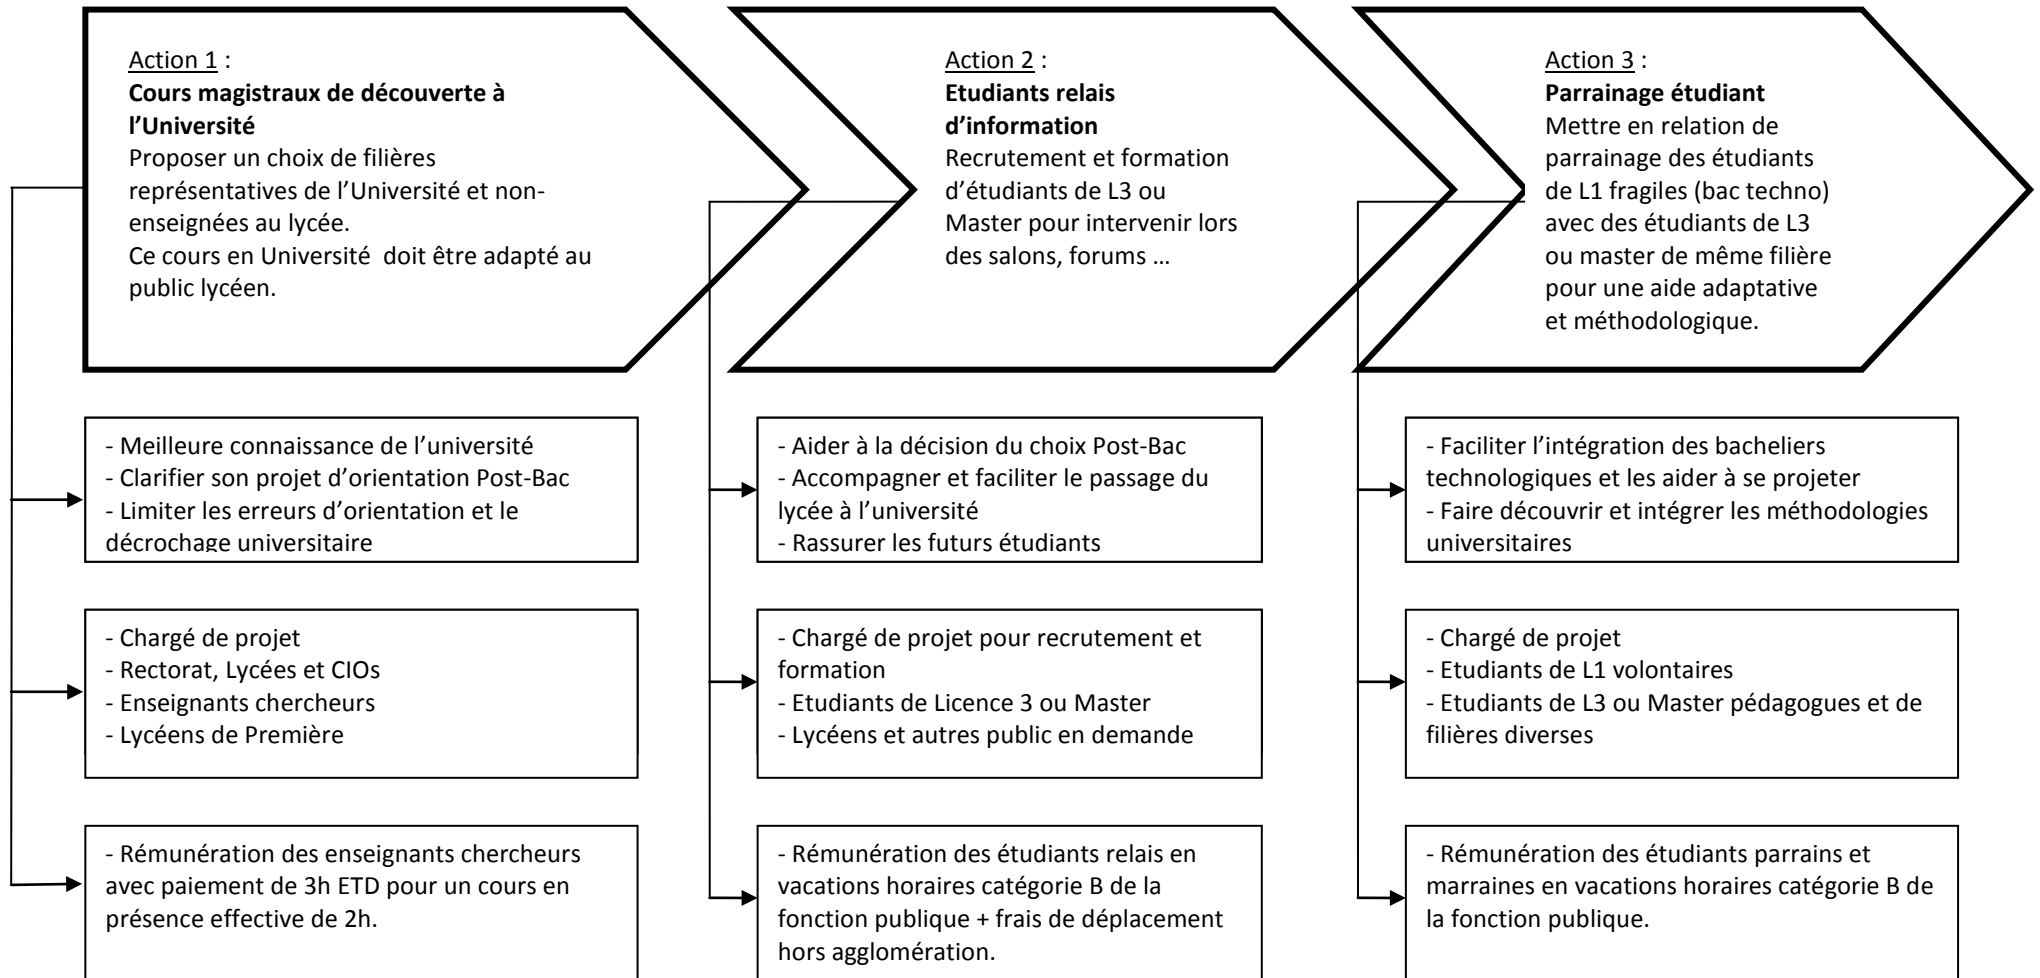 Action 1 :
Cours magistraux de découverte à
l’Université
Proposer un choix de filières
représentatives de l’Université et non-
enseignées au lycée.
Ce cours en Université  doit être adapté au
public lycéen.
Action 2 :
Etudiants relais
d’information
Recrutement et formation
d’étudiants de L3 ou
Master pour intervenir lors
des salons, forums …
Action 3 :
Parrainage étudiant
Mettre en relation de
parrainage des étudiants
de L1 fragiles (bac techno)
avec des étudiants de L3
ou master de même filière
pour une aide adaptative
et méthodologique.
- Meilleure connaissance de l’université
- Clarifier son projet d’orientation Post-Bac
- Limiter les erreurs d’orientation et le
décrochage universitaire
- Aider à la décision du choix Post-Bac
- Accompagner et faciliter le passage du
lycée à l’université
- Rassurer les futurs étudiants
- Faciliter l’intégration des bacheliers
technologiques et les aider à se projeter
- Faire découvrir et intégrer les méthodologies
universitaires
- Chargé de projet
- Rectorat, Lycées et CIOs
- Enseignants chercheurs
- Lycéens de Première
- Chargé de projet pour recrutement et
formation
- Etudiants de Licence 3 ou Master
- Lycéens et autres public en demande
- Chargé de projet
- Etudiants de L1 volontaires
- Etudiants de L3 ou Master pédagogues et de
filières diverses
- Rémunération des enseignants chercheurs
avec paiement de 3h ETD pour un cours en
présence effective de 2h.
- Rémunération des étudiants relais en
vacations horaires catégorie B de la
fonction publique + frais de déplacement
hors agglomération.
- Rémunération des étudiants parrains et
marraines en vacations horaires catégorie B de
la fonction publique.